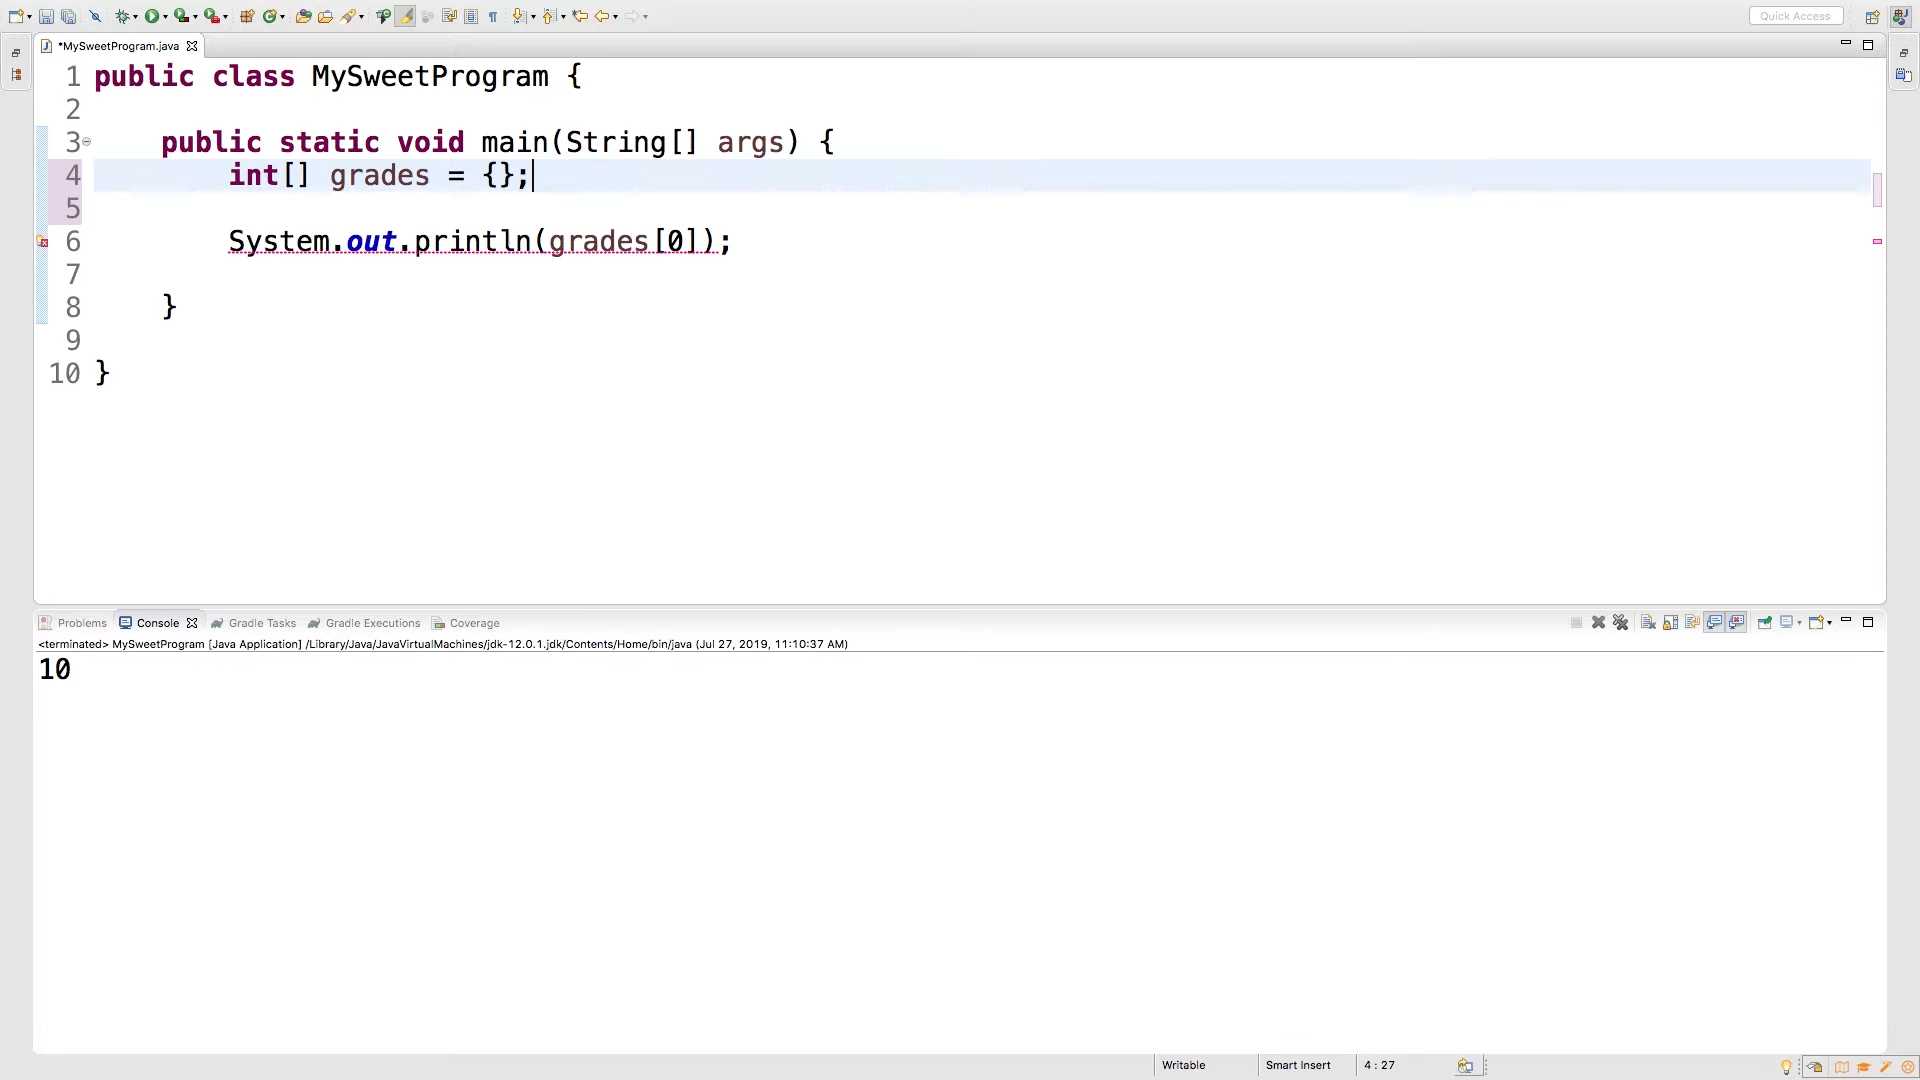 Quick Access
*MySweetProgram.java
1 public class MySweetProgram {
2
3 public static void main(String[] args) {
4 int[] grades = {};
5
6 System.out.println(grades[0]);
7
8 }
9
10 }
Problems Console Gradle Tasks Gradle Executions Coverage
<terminated> MySweetProgram [Java Application] /Library/Java/JavaVirtualMachines/jdk-12.0.1.jdk/Contents/Home/bin/java (Jul 27, 2019, 11:10:37 AM)
10
Writable Smart Insert 4 : 27